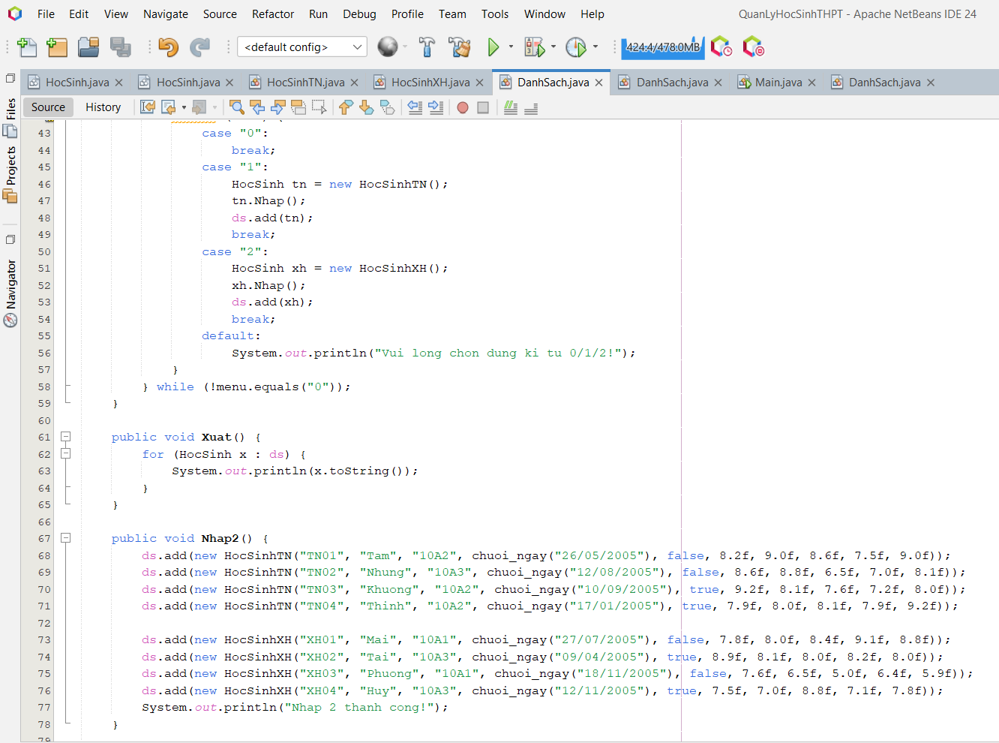 File Edit View Navigate Source Refactor Run Debug Profile Team Tools Window Help QuanLyHocSinhTHPT - Apache NetBeans IDE 24
<default config> 424.4/478.0MB
HocSinh.java HocSinh.java HocSinhTN.java HocSinhXH.java DanhSach.java DanhSach.java Main.java DanhSach.java
Source History
Files
Projects
Navigator
43 case "0":
44 break;
45 case "1":
46 HocSinh tn = new HocSinhTN();
47 tn.Nhap();
48 ds.add(tn);
49 break;
50 case "2":
51 HocSinh xh = new HocSinhXH();
52 xh.Nhap();
53 ds.add(xh);
54 break;
55 default:
56 System.out.println("Vui long chon dung ki tu 0/1/2!");
57 }
58 } while (!menu.equals("0"));
59 }
60
61 public void Xuat() {
62 for (HocSinh x : ds) {
63 System.out.println(x.toString());
64 }
65 }
66
67 public void Nhap2() {
68 ds.add(new HocSinhTN("TN01", "Tam", "10A2", chuoi_ngay("26/05/2005"), false, 8.2f, 9.0f, 8.6f, 7.5f, 9.0f));
69 ds.add(new HocSinhTN("TN02", "Nhung", "10A3", chuoi_ngay("12/08/2005"), false, 8.6f, 8.8f, 6.5f, 7.0f, 8.1f));
70 ds.add(new HocSinhTN("TN03", "Khuong", "10A2", chuoi_ngay("10/09/2005"), true, 9.2f, 8.1f, 7.6f, 7.2f, 8.0f));
71 ds.add(new HocSinhTN("TN04", "Thinh", "10A2", chuoi_ngay("17/01/2005"), true, 7.9f, 8.0f, 8.1f, 7.9f, 9.2f));
72
73 ds.add(new HocSinhXH("XH01", "Mai", "10A1", chuoi_ngay("27/07/2005"), false, 7.8f, 8.0f, 8.4f, 9.1f, 8.8f));
74 ds.add(new HocSinhXH("XH02", "Tai", "10A3", chuoi_ngay("09/04/2005"), true, 8.9f, 8.1f, 8.0f, 8.2f, 8.0f));
75 ds.add(new HocSinhXH("XH03", "Phuong", "10A1", chuoi_ngay("18/11/2005"), false, 7.6f, 6.5f, 5.0f, 6.4f, 5.9f));
76 ds.add(new HocSinhXH("XH04", "Huy", "10A3", chuoi_ngay("12/11/2005"), true, 7.5f, 7.0f, 8.8f, 7.1f, 7.8f));
77 System.out.println("Nhap 2 thanh cong!");
78 }
79